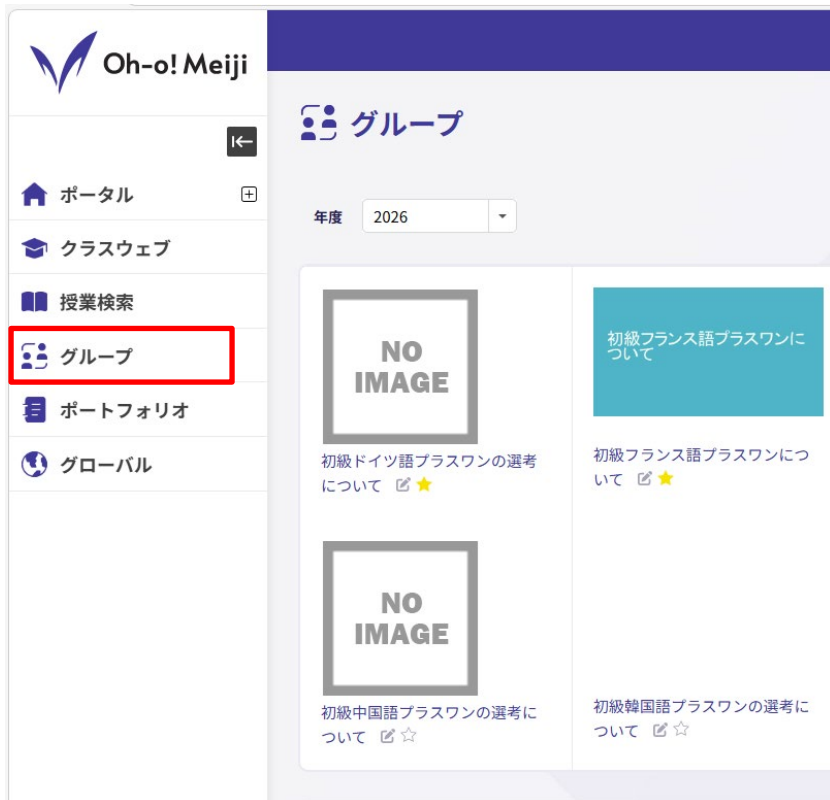 Oh-o! Meiji
ポータル
クラスウェブ
授業検索
グループ
ポートフォリオ
グローバル
グループ
年度 2026
NO
IMAGE
初級ドイツ語プラスワンの選考
について
初級フランス語プラスワンに
ついて
初級フランス語プラスワンにつ
いて
NO
IMAGE
初級中国語プラスワンの選考に
ついて
初級韓国語プラスワンの選考に
ついて